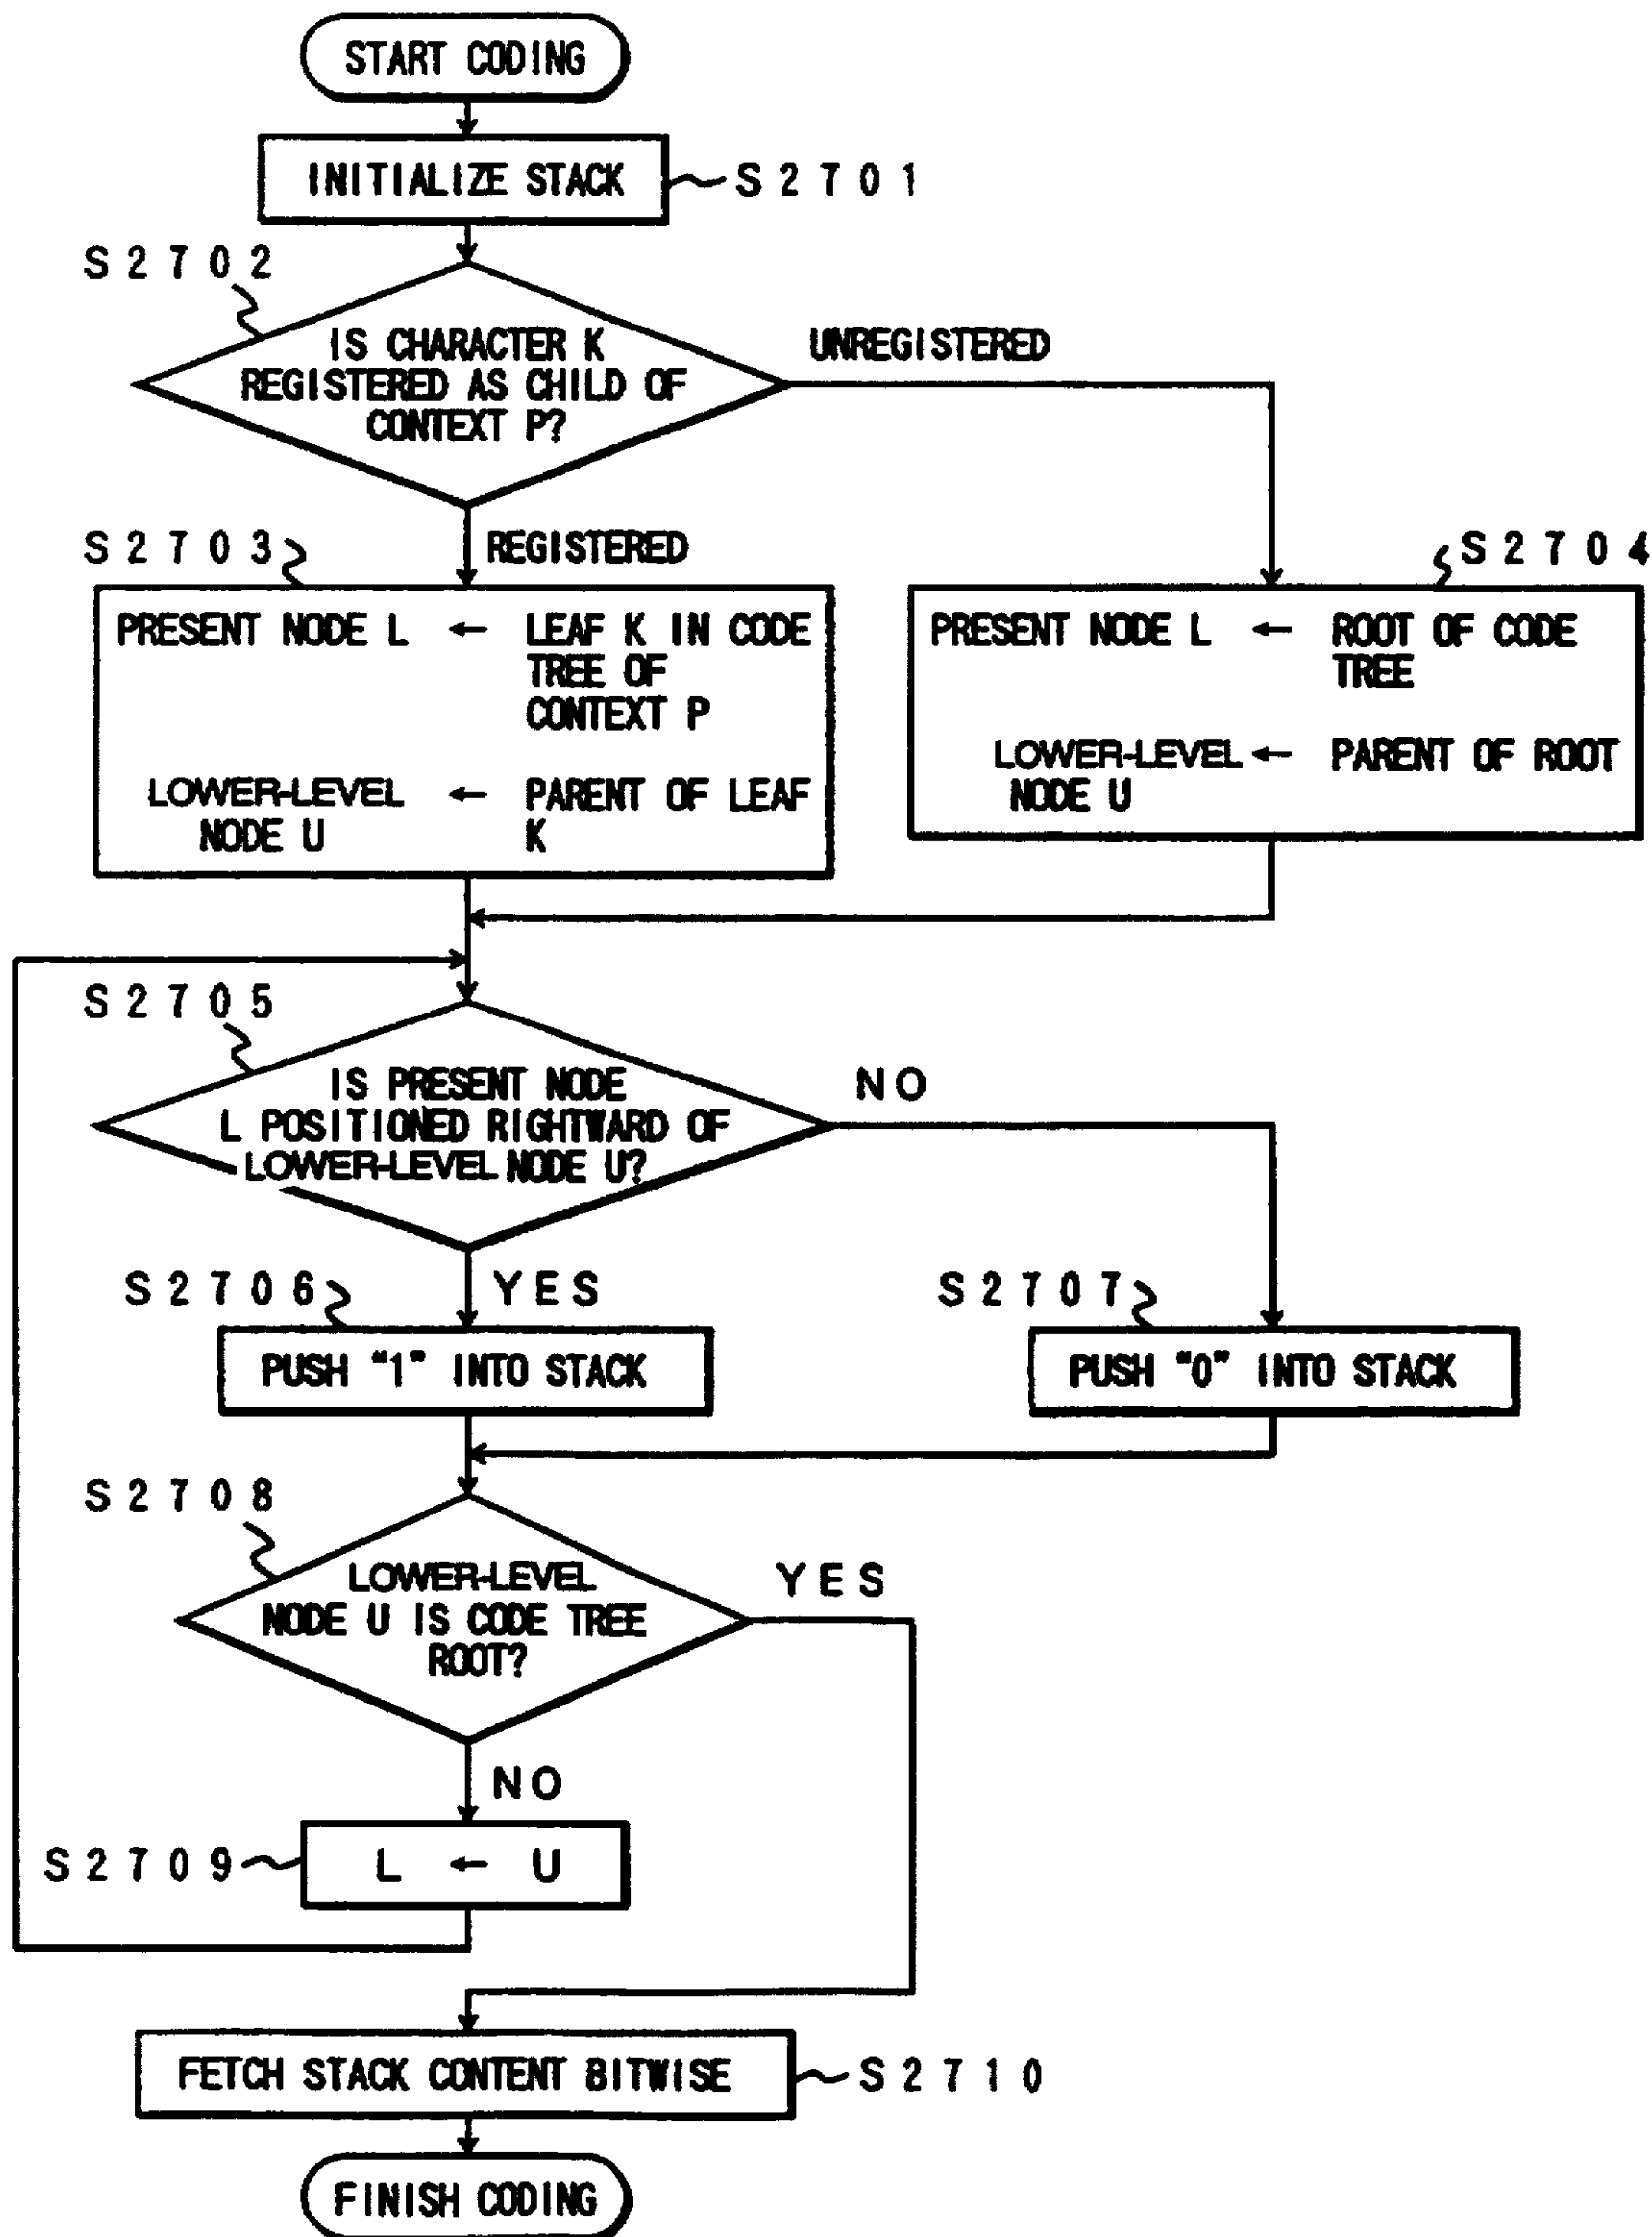 START CODING
INITIALIZE STACK
S2701
S2702
IS CHARACTER K
REGISTERED AS CHILD OF
CONTEXT P?
UNREGISTERED
S2703
REGISTERED
S2704
PRESENT NODE L ← LEAF K IN CODE
TREE OF
CONTEXT P
LOWER-LEVEL ← PARENT OF LEAF
NODE U K
PRESENT NODE L ← ROOT OF CODE
TREE
LOWER-LEVEL ← PARENT OF ROOT
NODE U
S2705
IS PRESENT NODE
L POSITIONED RIGHTWARD OF
LOWER-LEVEL NODE U?
NO
S2706
YES
S2707
PUSH "1" INTO STACK
PUSH "0" INTO STACK
S2708
LOWER-LEVEL
NODE U IS CODE TREE
ROOT?
YES
NO
S2709
L ← U
FETCH STACK CONTENT BITWISE
S2710
FINISH CODING